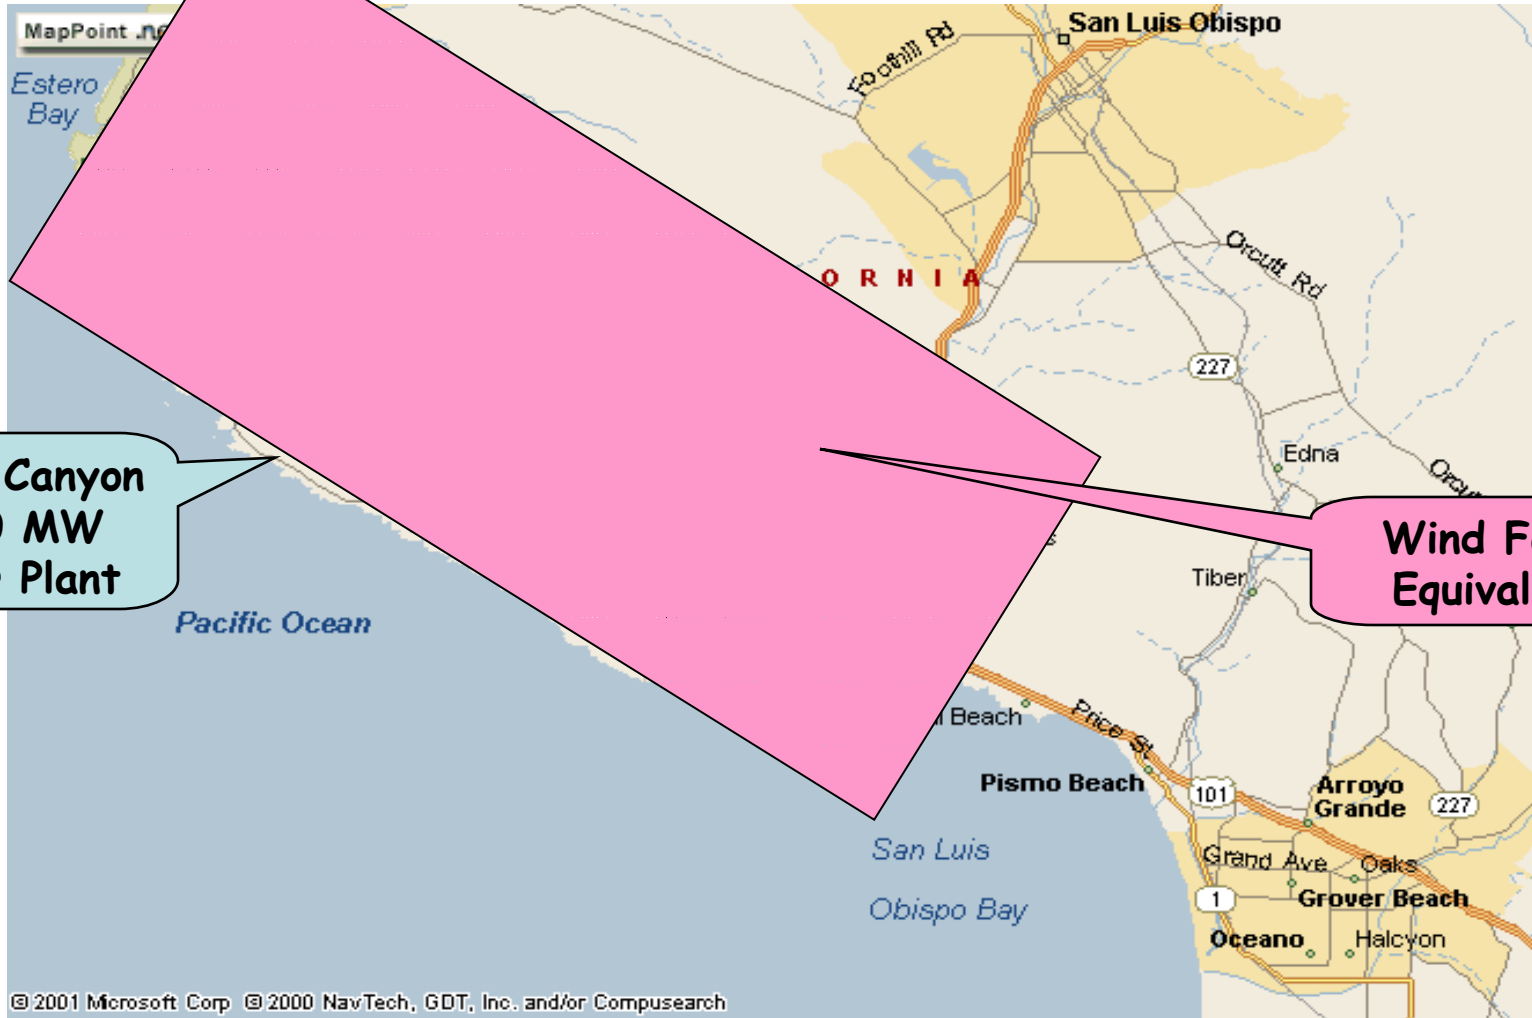 MapPoint .ne
San Luis Obispo
Foothill Rd
Estero
Bay
O R N I A
Orcutt Rd
227
Edna
Canyon
MW
Plant
Wind
Equival
Tiber
Pacific Ocean
Beach
Price St
Pismo Beach
101
Arroyo
Grande
227
San Luis
Obispo Bay
Grand Ave
Oaks
1
Grover Beach
Oceano
Halcyon
© 2001 Microsoft Corp © 2000 NavTech, GDT, Inc. and/or Compusearch